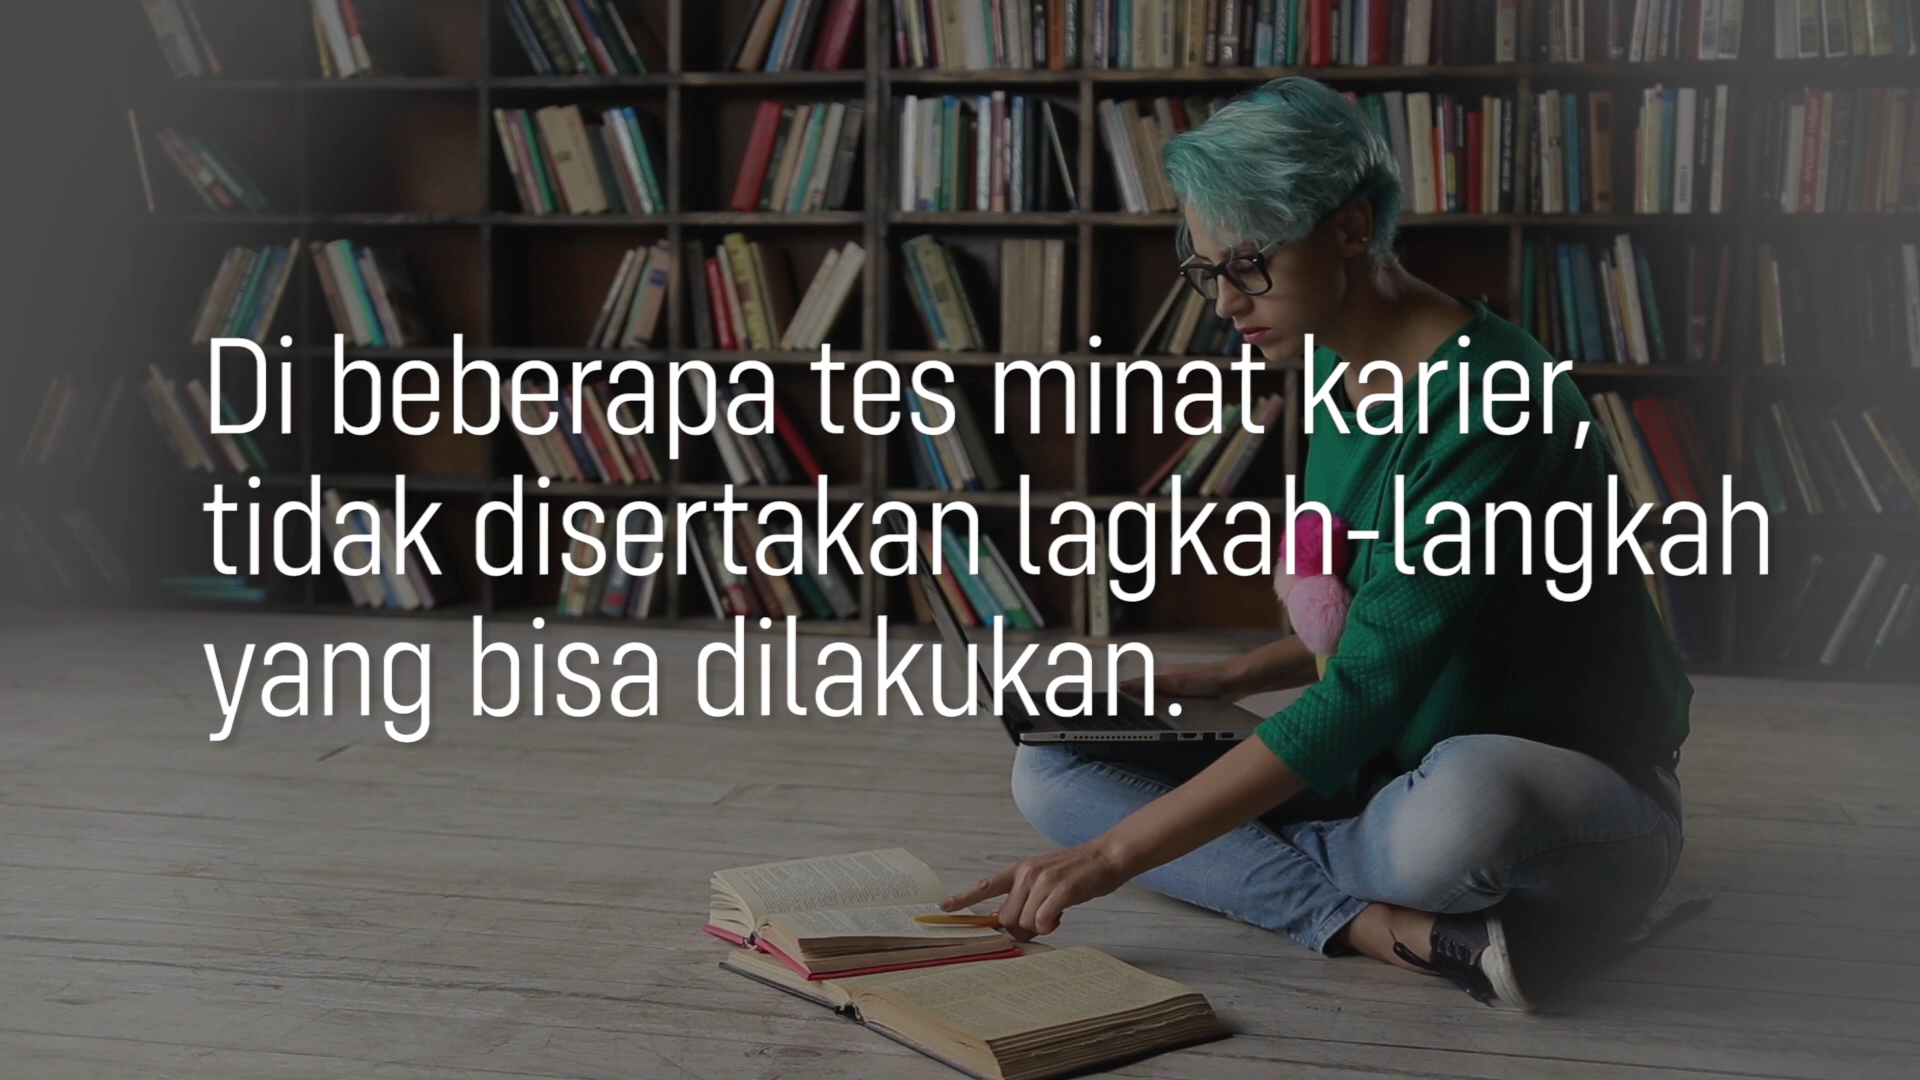 Di beberapa tes minat karier,
tidak disertakan lagkah-langkah
yang bisa dilakukan.